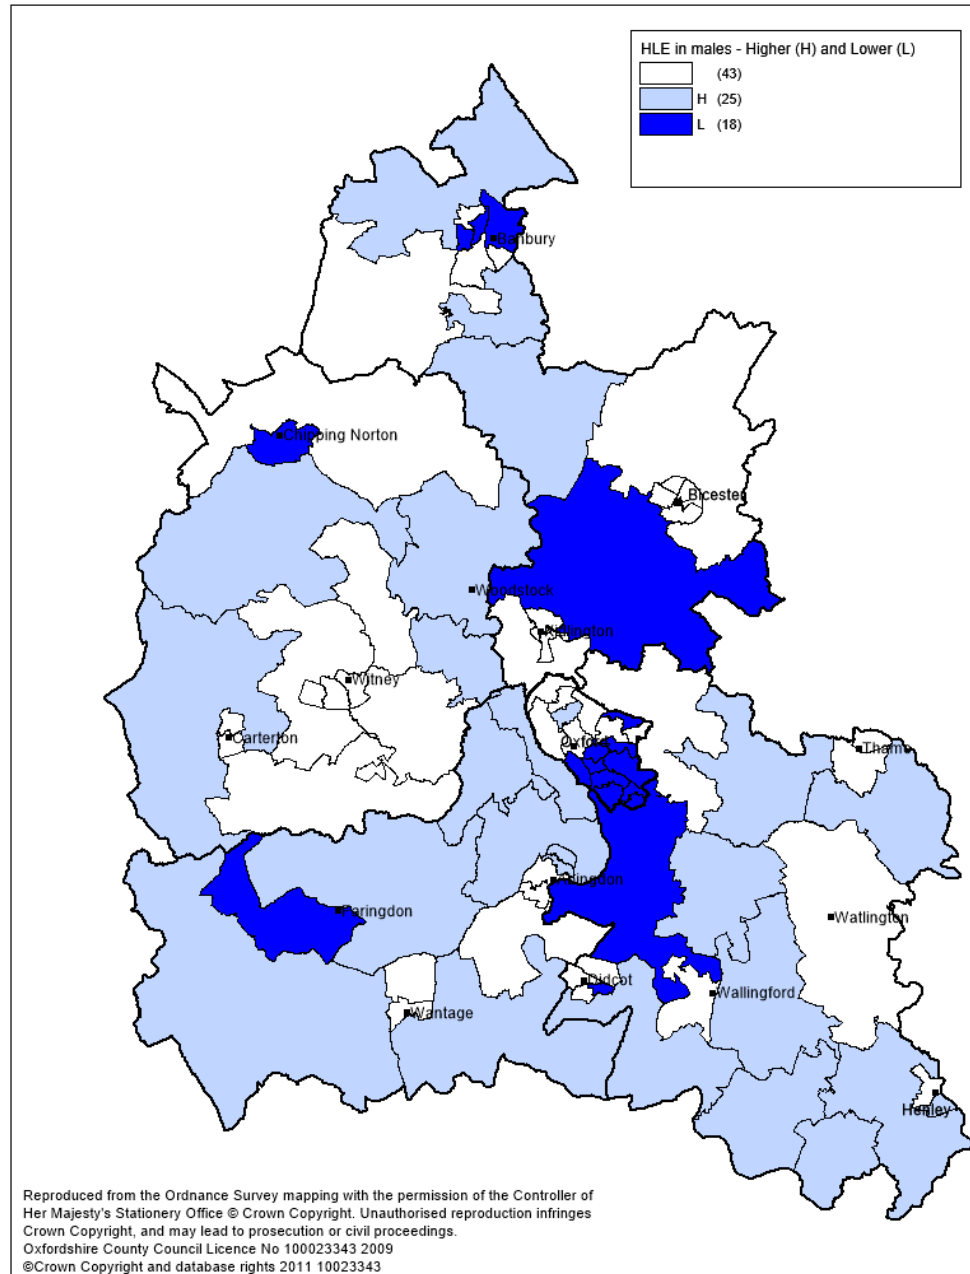 HLE in males - Higher (H) and Lower (L)
(43)
H (25)
L (18)
Banbury
Chipping Norton
Bicester
Woodstock
Kidlington
Witney
Carterton
Oxford
Thame
Abingdon
Faringdon
Watlington
Didcot
Wallingford
Wantage
Henley
Reproduced from the Ordnance Survey mapping with the permission of the Controller of
Her Majesty's Stationery Office © Crown Copyright. Unauthorised reproduction infringes
Crown Copyright, and may lead to prosecution or civil proceedings.
Oxfordshire County Council Licence No 100023343 2009
©Crown Copyright and database rights 2011 10023343